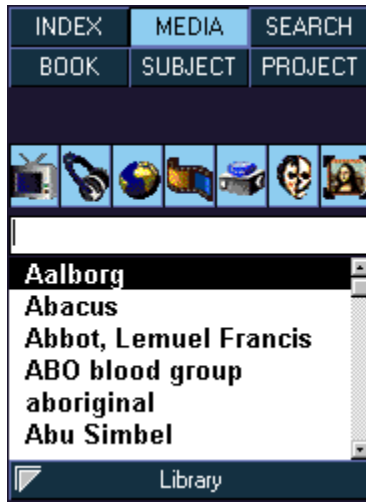 INDEX MEDIA SEARCH
BOOK SUBJECT PROJECT
Aalborg
Abacus
Abbot, Lemuel Francis
ABO blood group
aboriginal
Abu Simbel
Library